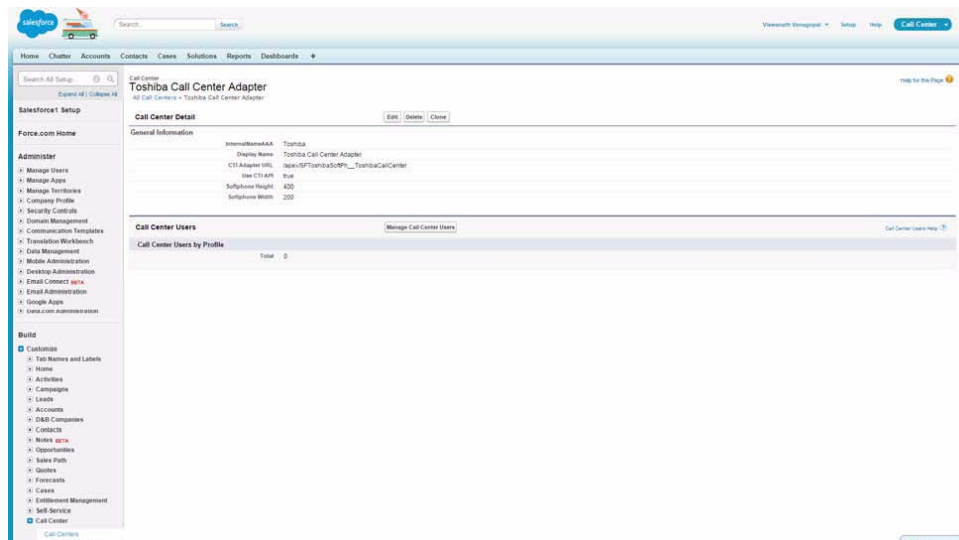 salesforce
Search...
Search
Setup
Help
Call Center
Home Chatter Accounts Contacts Cases Solutions Reports Dashboards +
Search All Setup...
Expand All | Collapse All
Salesforce1 Setup
Force.com Home
Administer
Manage Users
Manage Apps
Manage Territories
Company Profile
Security Controls
Domain Management
Communication Templates
Translation Workbench
Data Management
Mobile Administration
Desktop Administration
Email Connect BETA
Email Administration
Google Apps
Data.com Administration
Build
Customize
Tab Names and Labels
Home
Activities
Campaigns
Leads
Accounts
D&B Companies
Contacts
Notes BETA
Opportunities
Sales Path
Quotes
Forecasts
Cases
Entitlement Management
Self-Service
Call Center
Call Centers
Call Center
Toshiba Call Center Adapter
All Call Centers » Toshiba Call Center Adapter
Help for this Page
Call Center Detail
Edit Delete Clone
General Information
InternalNameAAA Toshiba
Display Name Toshiba Call Center Adapter
CTI Adapter URL /apex/SFToshibaSoftPh__ToshibaCallCenter
Use CTI API true
Softphone Height 400
Softphone Width 200
Call Center Users
Manage Call Center Users
Call Center Users Help
Call Center Users by Profile
Total 0